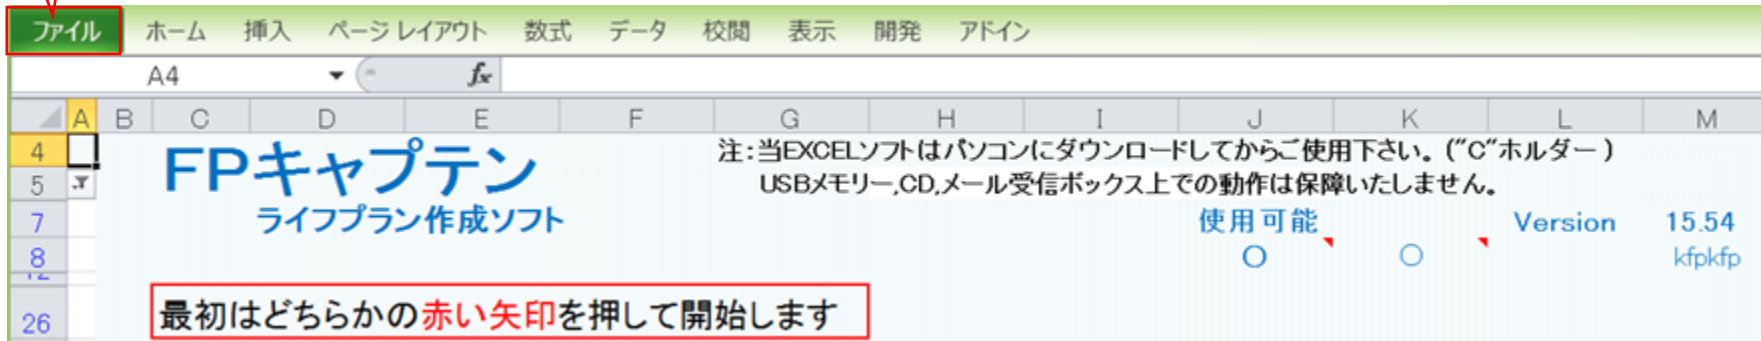 ファイル ホーム 挿入 ページ レイアウト 数式 データ 校閲 表示 開発 アドイン
A4 fx
A B C D E F G H I J K L M
4 FPキャプテン 注：当EXCELソフトはパソコンにダウンロードしてからご使用下さい。("C"ホルダー )
5 USBメモリー,CD,メール受信ボックス上での動作は保障いたしません。
7 ライフプラン作成ソフト 使用可能 Version 15.54
8 〇 〇 kfpkfp
12
26 最初はどちらかの赤い矢印を押して開始します